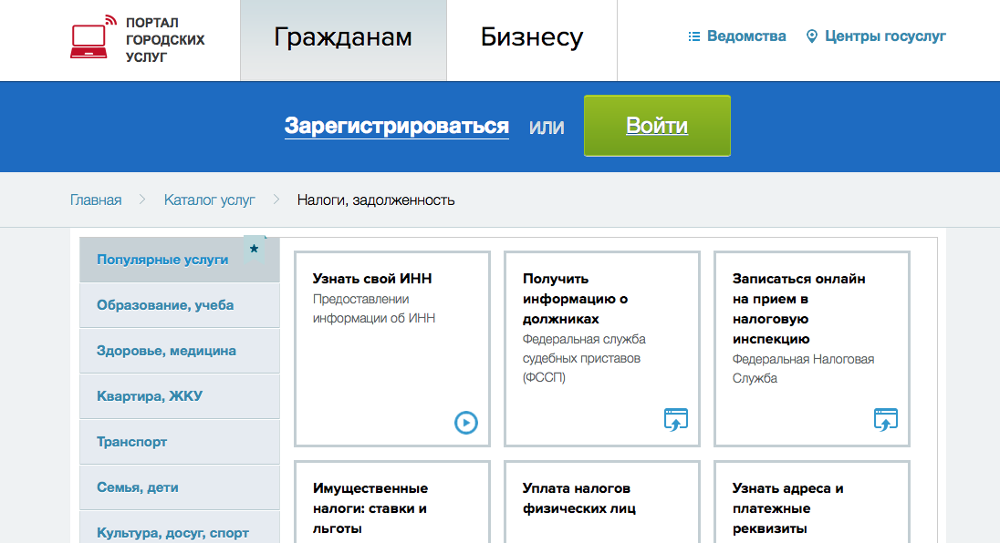 ПОРТАЛ
ГОРОДСКИХ
УСЛУГ
Гражданам
Бизнесу
Ведомства
Центры госуслуг
Зарегистрироваться
или
Войти
Главная
Каталог услуг
Налоги, задолженность
Популярные услуги
Образование, учеба
Здоровье, медицина
Квартира, ЖКУ
Транспорт
Семья, дети
Культура, досуг, спорт
Узнать свой ИНН
Предоставлении
информации об ИНН
Получить
информацию о
должниках
Федеральная служба
судебных приставов
(ФССП)
Записаться онлайн
на прием в
налоговую
инспекцию
Федеральная Налоговая
Служба
Имущественные
налоги: ставки и
льготы
Уплата налогов
физических лиц
Узнать адреса и
платежные
реквизиты